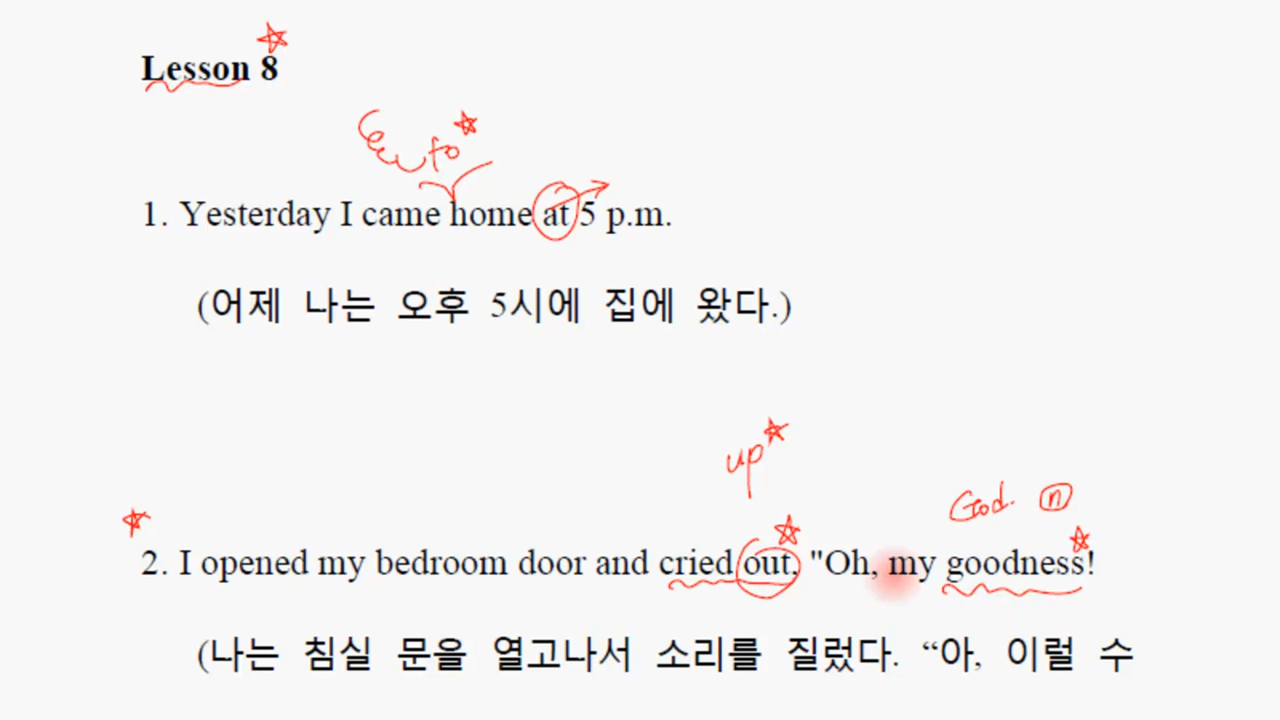 Lesson 8
to
1. Yesterday I came home at 5 p.m.
(어제 나는 오후 5시에 집에 왔다.)
up
God. n
2. I opened my bedroom door and cried out, "Oh, my goodness!
(나는 침실 문을 열고나서 소리를 질렀다. “아, 이럴 수